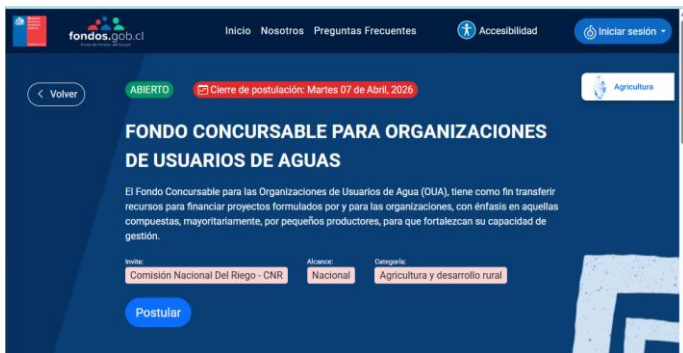 fondos.gob.cl
Inicio Nosotros Preguntas Frecuentes
Accesibilidad
Iniciar sesión
Volver
ABIERTO
Cierre de postulación: Martes 07 de Abril, 2026
Agricultura
FONDO CONCURSABLE PARA ORGANIZACIONES
DE USUARIOS DE AGUAS
El Fondo Concursable para las Organizaciones de Usuarios de Agua (OUA), tiene como fin transferir
recursos para financiar proyectos formulados por y para las organizaciones, con énfasis en aquellas
compuestas, mayoritariamente, por pequeños productores, para que fortalezcan su capacidad de
gestión.
Invita: Alcance: Categoría:
Comisión Nacional Del Riego - CNR Nacional Agricultura y desarrollo rural
Postular